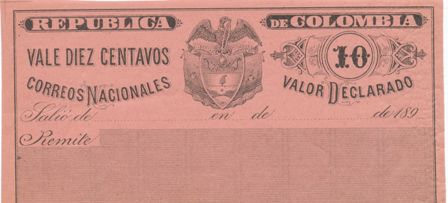 REPUBLICA DE COLOMBIA
VALE DIEZ CENTAVOS
10
CORREOS NACIONALES
VALOR DECLARADO
Salió de en de de 189
Remite